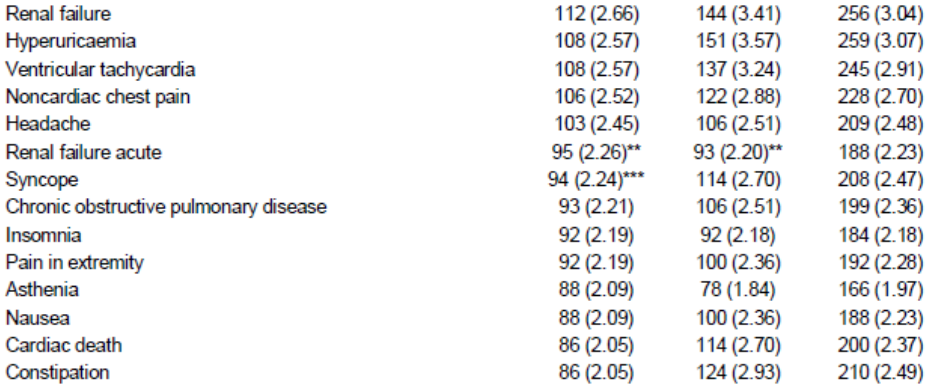 Renal failure 112 (2.66) 144 (3.41) 256 (3.04)
Hyperuricaemia 108 (2.57) 151 (3.57) 259 (3.07)
Ventricular tachycardia 108 (2.57) 137 (3.24) 245 (2.91)
Noncardiac chest pain 106 (2.52) 122 (2.88) 228 (2.70)
Headache 103 (2.45) 106 (2.51) 209 (2.48)
Renal failure acute 95 (2.26)** 93 (2.20)** 188 (2.23)
Syncope 94 (2.24)*** 114 (2.70) 208 (2.47)
Chronic obstructive pulmonary disease 93 (2.21) 106 (2.51) 199 (2.36)
Insomnia 92 (2.19) 92 (2.18) 184 (2.18)
Pain in extremity 92 (2.19) 100 (2.36) 192 (2.28)
Asthenia 88 (2.09) 78 (1.84) 166 (1.97)
Nausea 88 (2.09) 100 (2.36) 188 (2.23)
Cardiac death 86 (2.05) 114 (2.70) 200 (2.37)
Constipation 86 (2.05) 124 (2.93) 210 (2.49)